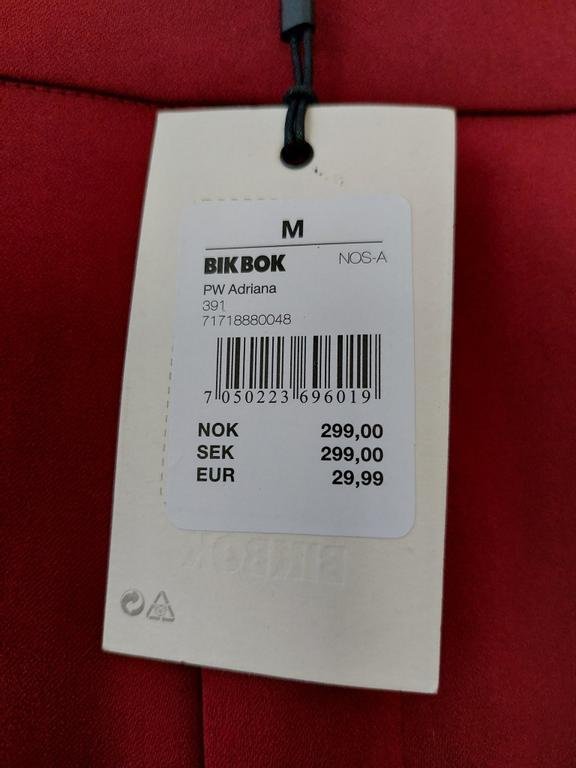 M
BIKBOK NOS-A
PW Adriana
391
71718880048
7 050223 696019
NOK 299,00
SEK 299,00
EUR 29,99
BIKBOK